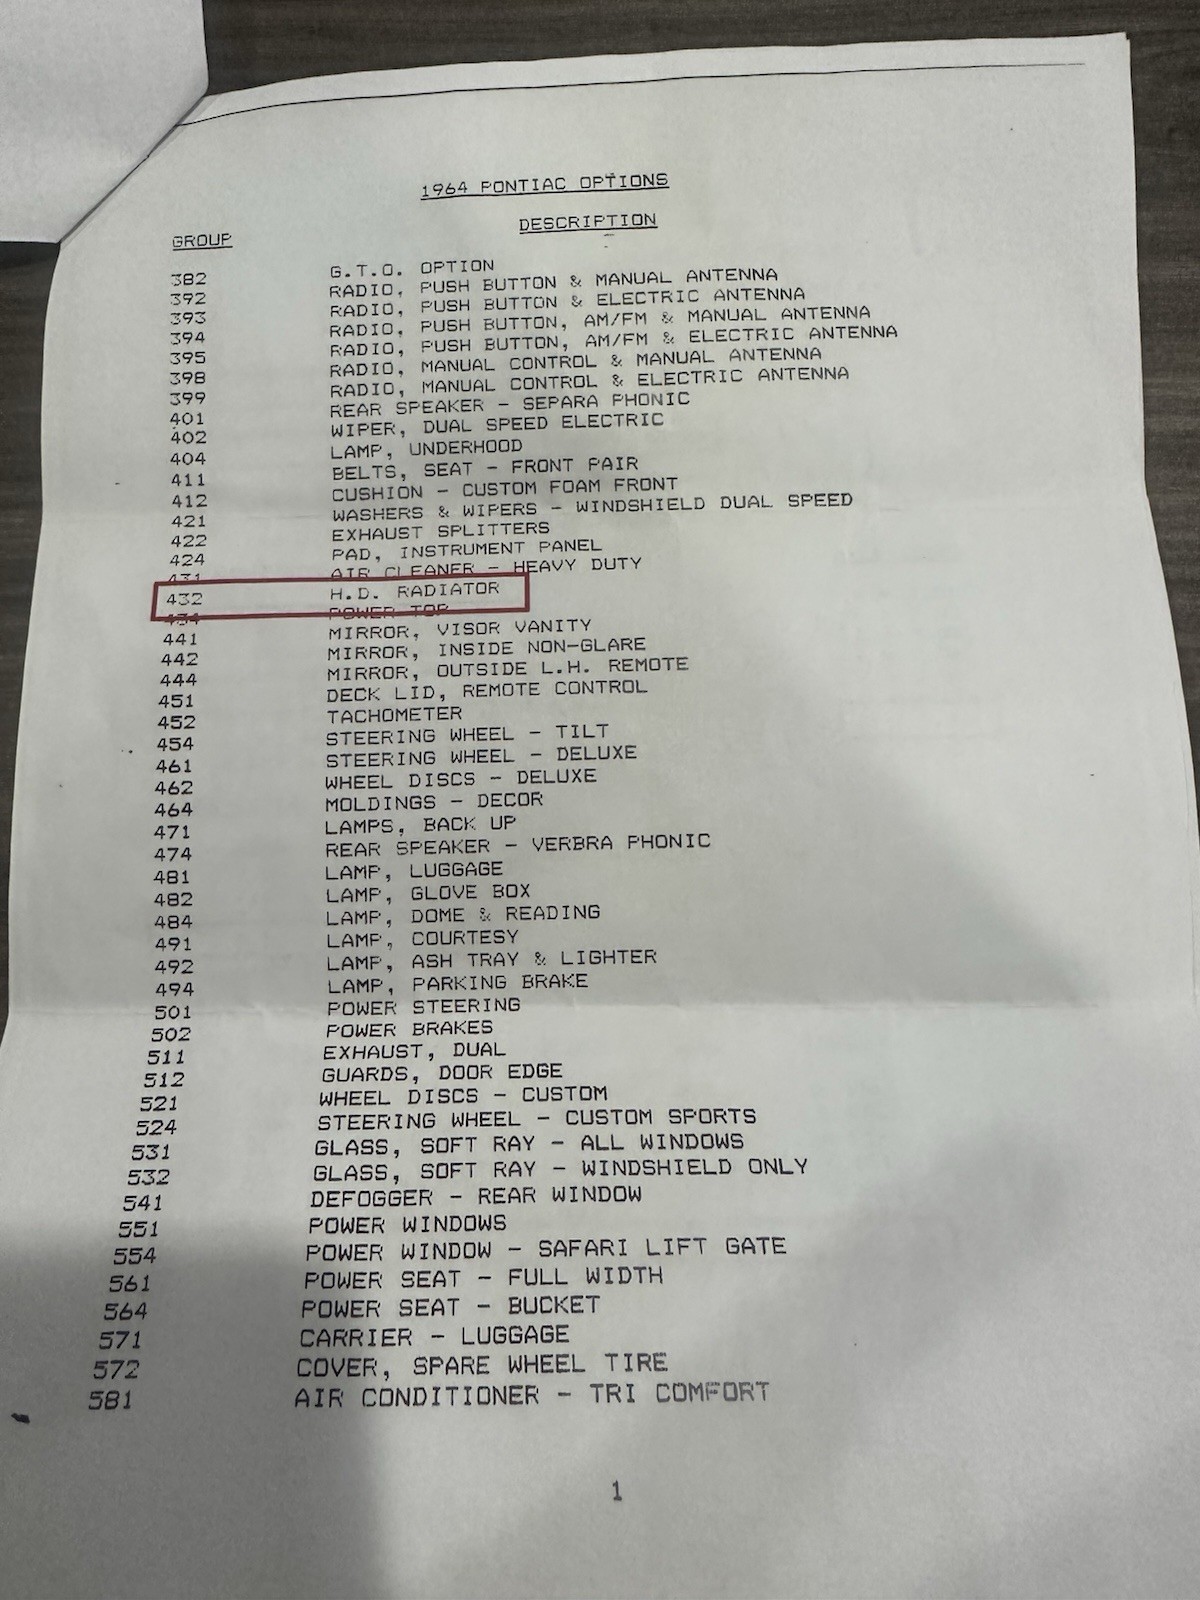 1964 PONTIAC OPTIONS
GROUP DESCRIPTION
382 G.T.O. OPTION
392 RADIO, PUSH BUTTON & MANUAL ANTENNA
393 RADIO, PUSH BUTTON & ELECTRIC ANTENNA
394 RADIO, PUSH BUTTON, AM/FM & MANUAL ANTENNA
395 RADIO, PUSH BUTTON, AM/FM & ELECTRIC ANTENNA
398 RADIO, MANUAL CONTROL & MANUAL ANTENNA
399 RADIO, MANUAL CONTROL & ELECTRIC ANTENNA
401 REAR SPEAKER - SEPARA PHONIC
402 WIPER, DUAL SPEED ELECTRIC
404 LAMP, UNDERHOOD
411 BELTS, SEAT - FRONT PAIR
412 CUSHION - CUSTOM FOAM FRONT
421 WASHERS & WIPERS - WINDSHIELD DUAL SPEED
422 EXHAUST SPLITTERS
424 PAD, INSTRUMENT PANEL
431 AIR CLEANER - HEAVY DUTY
432 H.D. RADIATOR
434 POWER TOP
441 MIRROR, VISOR VANITY
442 MIRROR, INSIDE NON-GLARE
444 MIRROR, OUTSIDE L.H. REMOTE
451 DECK LID, REMOTE CONTROL
452 TACHOMETER
454 STEERING WHEEL - TILT
461 STEERING WHEEL - DELUXE
462 WHEEL DISCS - DELUXE
464 MOLDINGS - DECOR
471 LAMPS, BACK UP
474 REAR SPEAKER - VERBRA PHONIC
481 LAMP, LUGGAGE
482 LAMP, GLOVE BOX
484 LAMP, DOME & READING
491 LAMP, COURTESY
492 LAMP, ASH TRAY & LIGHTER
494 LAMP, PARKING BRAKE
501 POWER STEERING
502 POWER BRAKES
511 EXHAUST, DUAL
512 GUARDS, DOOR EDGE
521 WHEEL DISCS - CUSTOM
524 STEERING WHEEL - CUSTOM SPORTS
531 GLASS, SOFT RAY - ALL WINDOWS
532 GLASS, SOFT RAY - WINDSHIELD ONLY
541 DEFOGGER - REAR WINDOW
551 POWER WINDOWS
554 POWER WINDOW - SAFARI LIFT GATE
561 POWER SEAT - FULL WIDTH
564 POWER SEAT - BUCKET
571 CARRIER - LUGGAGE
572 COVER, SPARE WHEEL TIRE
581 AIR CONDITIONER - TRI COMFORT
1